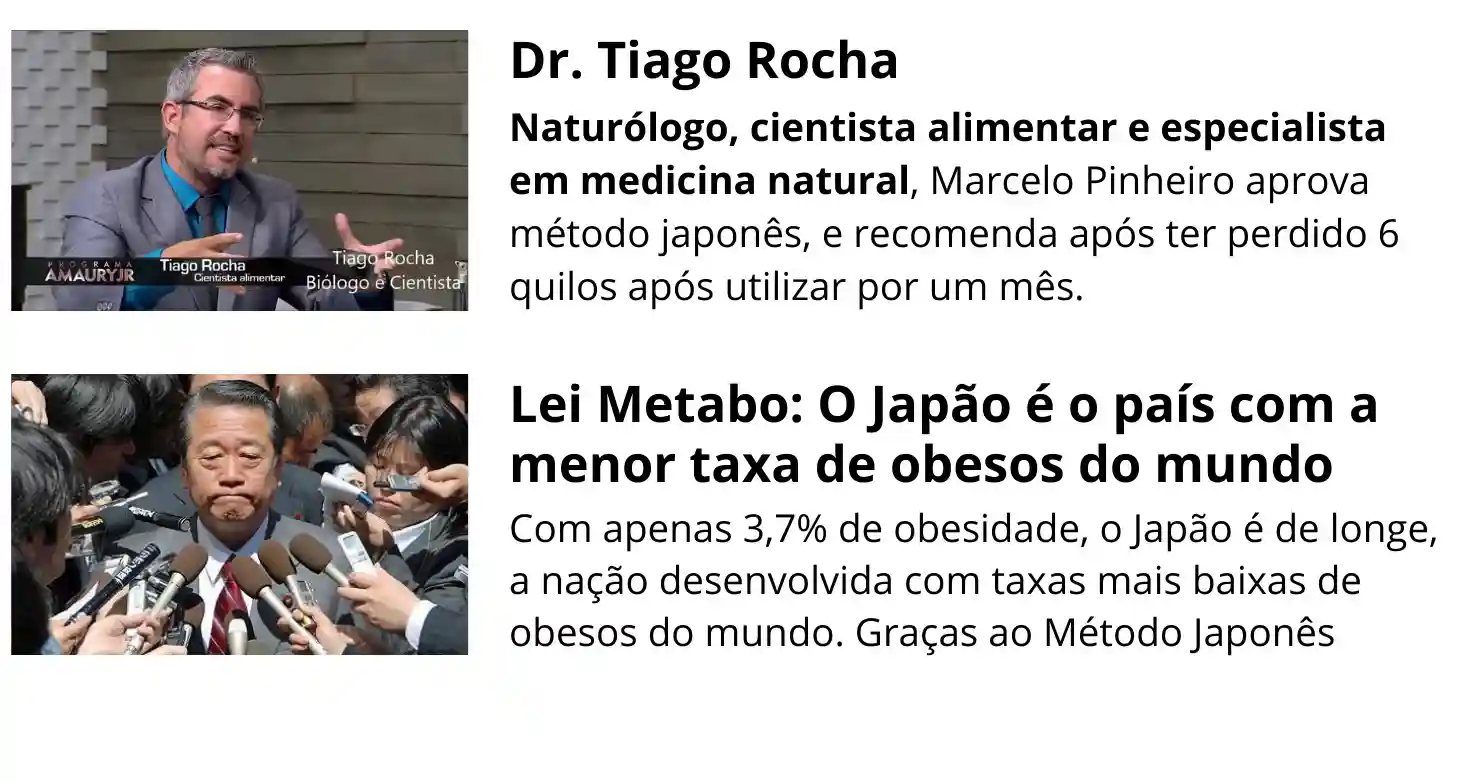 Dr. Tiago Rocha
Naturólogo, cientista alimentar e especialista
em medicina natural, Marcelo Pinheiro aprova
método japonês, e recomenda após ter perdido 6
quilos após utilizar por um mês.
PROGRAMA
AMAURYJR
Tiago Rocha
Cientista alimentar
Tiago Rocha
Biólogo e Cientista
Lei Metabo: O Japão é o país com a
menor taxa de obesos do mundo
Com apenas 3,7% de obesidade, o Japão é de longe,
a nação desenvolvida com taxas mais baixas de
obesos do mundo. Graças ao Método Japonês